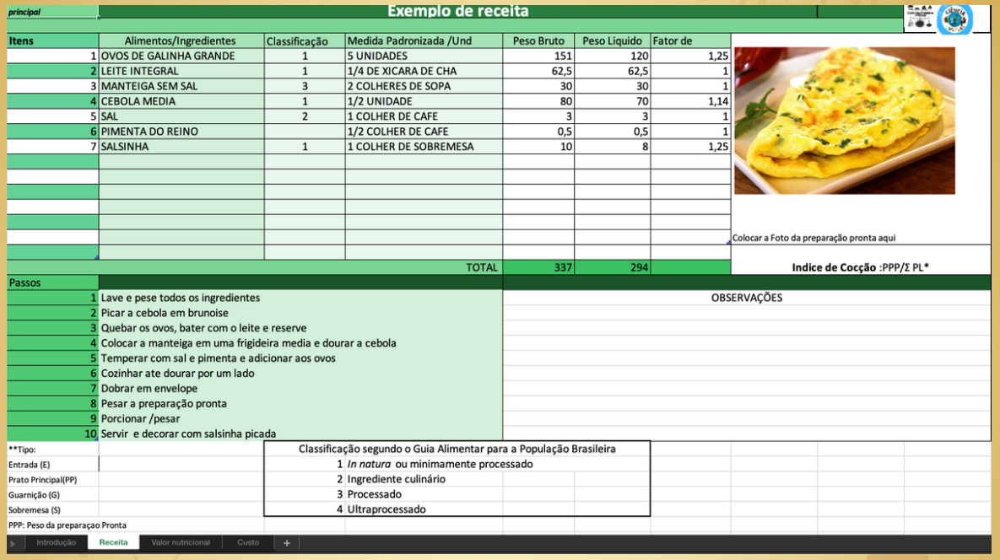 principal
Exemplo de receita
Itens Alimentos/Ingredientes Classificação Medida Padronizada /Und Peso Bruto Peso Liquido Fator de
1 OVOS DE GALINHA GRANDE 1 5 UNIDADES 151 120 1,25
2 LEITE INTEGRAL 1 1/4 DE XICARA DE CHA 62,5 62,5 1
3 MANTEIGA SEM SAL 3 2 COLHERES DE SOPA 30 30 1
4 CEBOLA MEDIA 1 1/2 UNIDADE 80 70 1,14
5 SAL 2 1 COLHER DE CAFE 3 3 1
6 PIMENTA DO REINO 1/2 COLHER DE CAFE 0,5 0,5 1
7 SALSINHA 1 1 COLHER DE SOBREMESA 10 8 1,25
Colocar a Foto da preparação pronta aqui
TOTAL 337 294
Indice de Cocção :PPP/Σ PL*
Passos
1 Lave e pese todos os ingredientes
2 Picar a cebola em brunoise
3 Quebar os ovos, bater com o leite e reserve
4 Colocar a manteiga em uma frigideira media e dourar a cebola
5 Temperar com sal e pimenta e adicionar aos ovos
6 Cozinhar ate dourar por um lado
7 Dobrar em envelope
8 Pesar a preparação pronta
9 Porcionar /pesar
10 Servir e decorar com salsinha picada
OBSERVAÇÕES
**Tipo:
Entrada (E)
Prato Principal(PP)
Guarnição (G)
Sobremesa (S)
PPP: Peso da preparaçao Pronta
Classificação segundo o Guia Alimentar para a População Brasileira
1 In natura ou minimamente processado
2 Ingrediente culinário
3 Processado
4 Ultraprocessado
Introdução Receita Valor nutricional Custo +